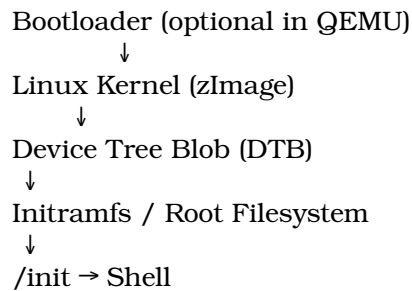 Bootloader (optional in QEMU)
↓
Linux Kernel (zImage)
↓
Device Tree Blob (DTB)
↓
Initramfs / Root Filesystem
↓
/init → Shell